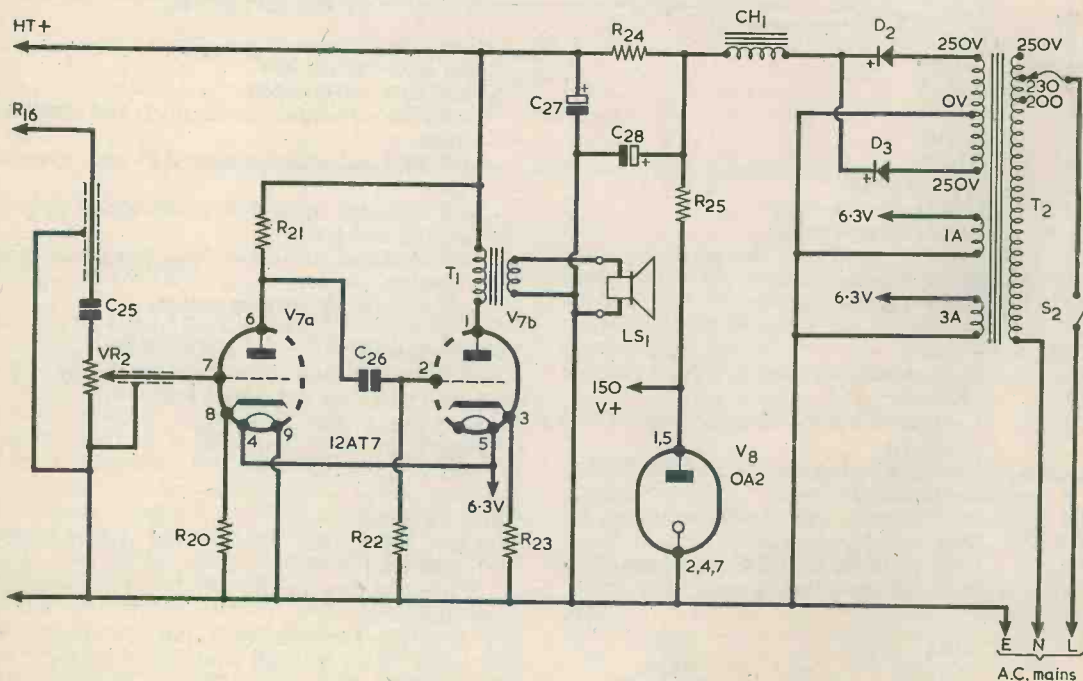 HT+
R24
CH1
D2
250V
250V
230
200
0V
R16
C27
C28
D3
250V
R21
R25
6·3V
1A
T2
T1
V7a
V7b
C25
6·3V
3A
S2
LS1
6
1
VR2
7
C26
2
150
V+
8
3
4
9
12AT7
5
1,5
V8
OA2
6·3V
R20
R22
R23
2,4,7
E
N
L
A.C. mains